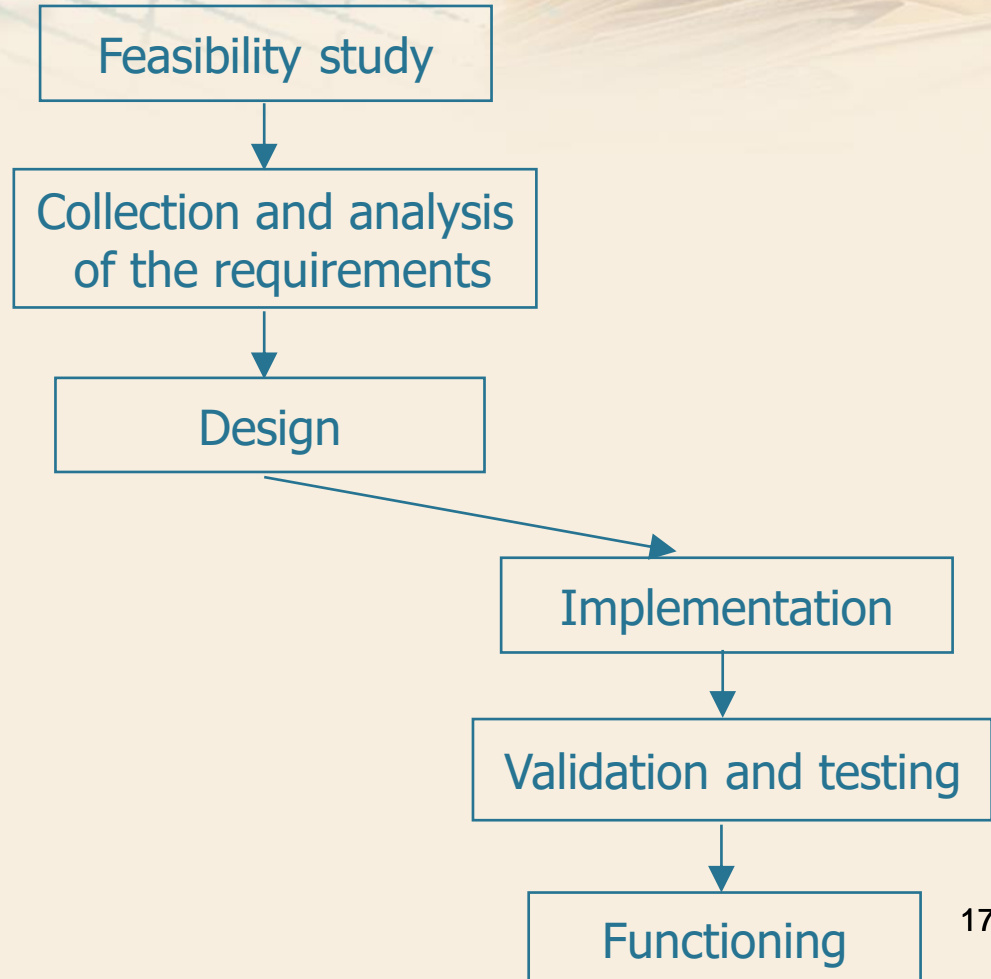 Feasibility study
Collection and analysis
of the requirements
Design
Implementation
Validation and testing
Functioning
17